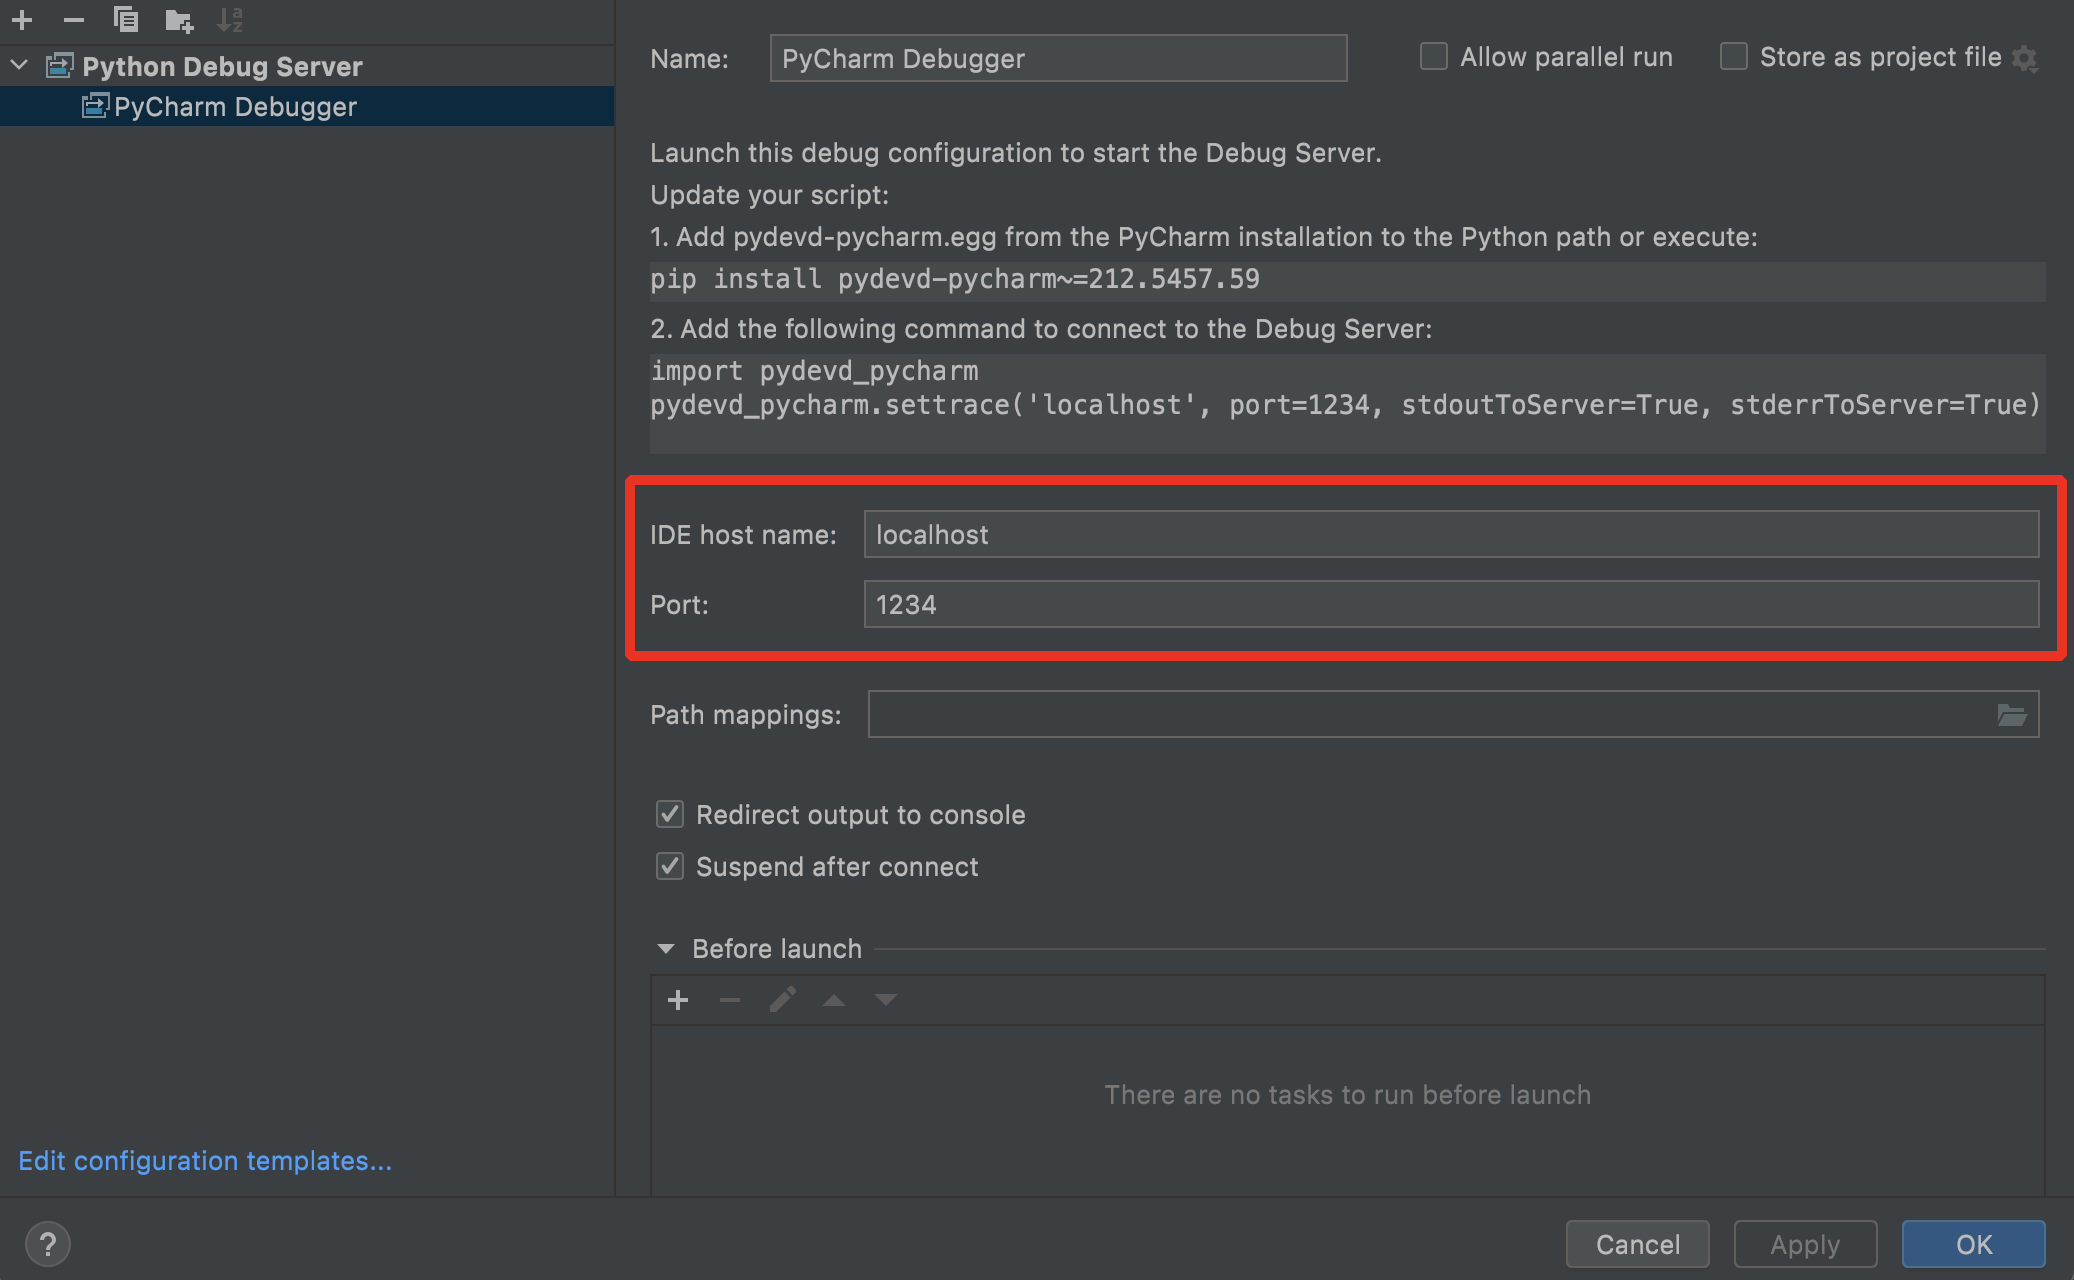 Python Debug Server
PyCharm Debugger
Edit configuration templates...
Name: PyCharm Debugger
Allow parallel run
Store as project file
Launch this debug configuration to start the Debug Server.
Update your script:
1. Add pydevd-pycharm.egg from the PyCharm installation to the Python path or execute:
pip install pydevd-pycharm~=212.5457.59
2. Add the following command to connect to the Debug Server:
import pydevd_pycharm
pydevd_pycharm.settrace('localhost', port=1234, stdoutToServer=True, stderrToServer=True)
IDE host name: localhost
Port: 1234
Path mappings:
Redirect output to console
Suspend after connect
Before launch
There are no tasks to run before launch
?
Cancel
Apply
OK